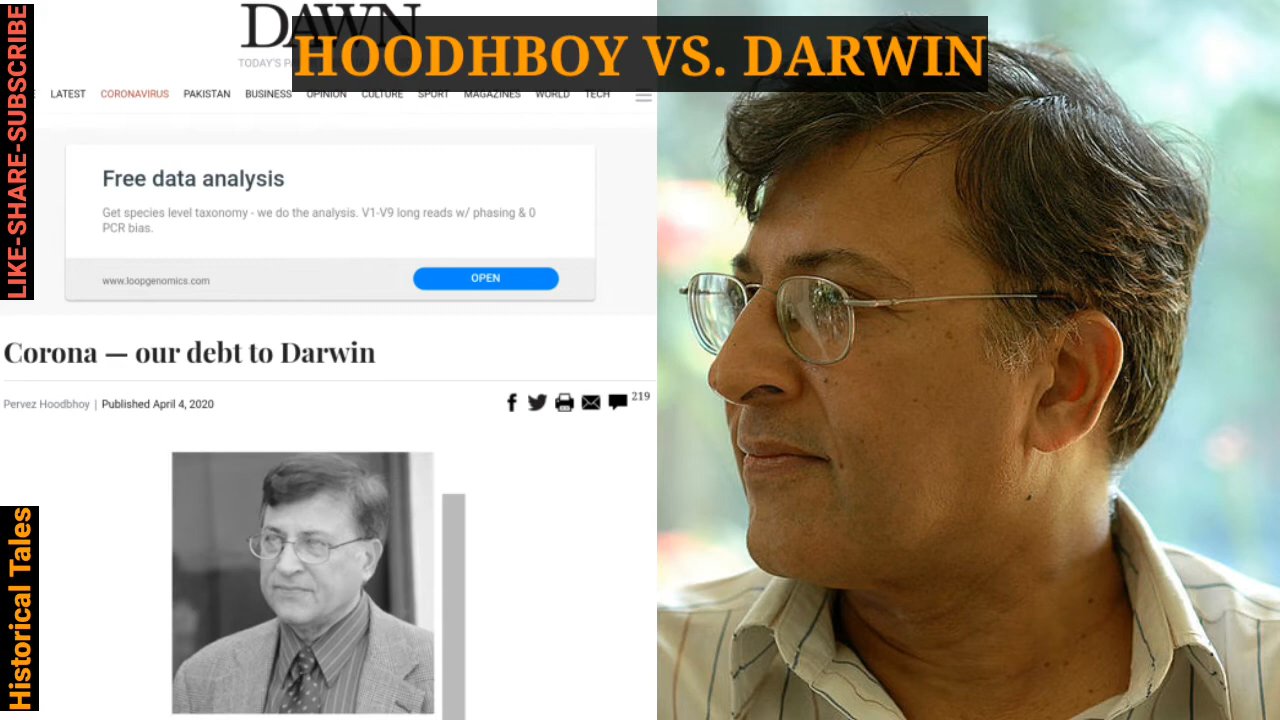 DAWN
HOODHBOY VS. DARWIN
TODAY'S
LATEST CORONAVIRUS PAKISTAN BUSINESS OPINION CULTURE SPORT MAGAZINES WORLD TECH
Free data analysis
Get species level taxonomy - we do the analysis. V1-V9 long reads w/ phasing & 0
PCR bias.
www.loopgenomics.com OPEN
Corona — our debt to Darwin
Pervez Hoodbhoy | Published April 4, 2020 219
LIKE-SHARE-SUBSCRIBE
Historical Tales